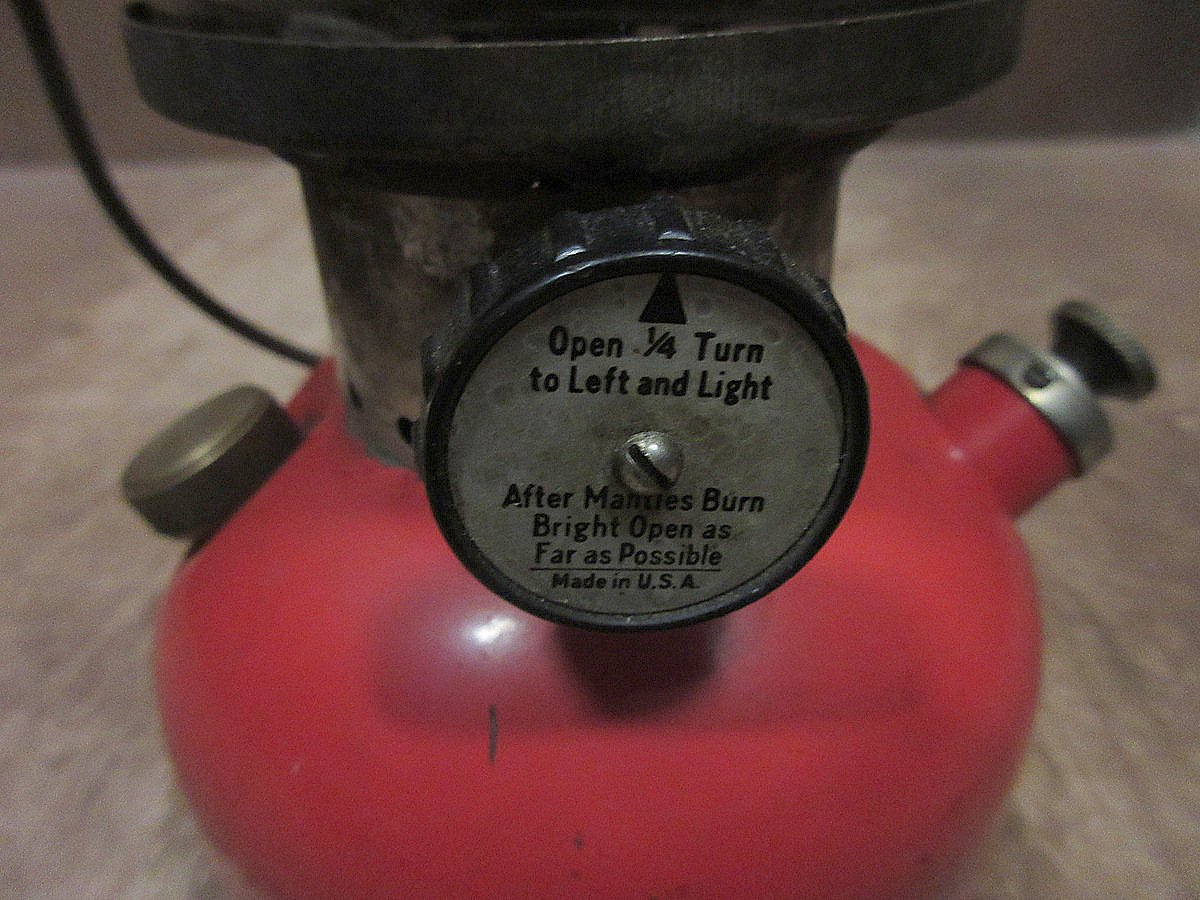 Open 1/4 Turn
to Left and Light
After Mantles Burn
Bright Open as
Far as Possible
Made in U.S.A.